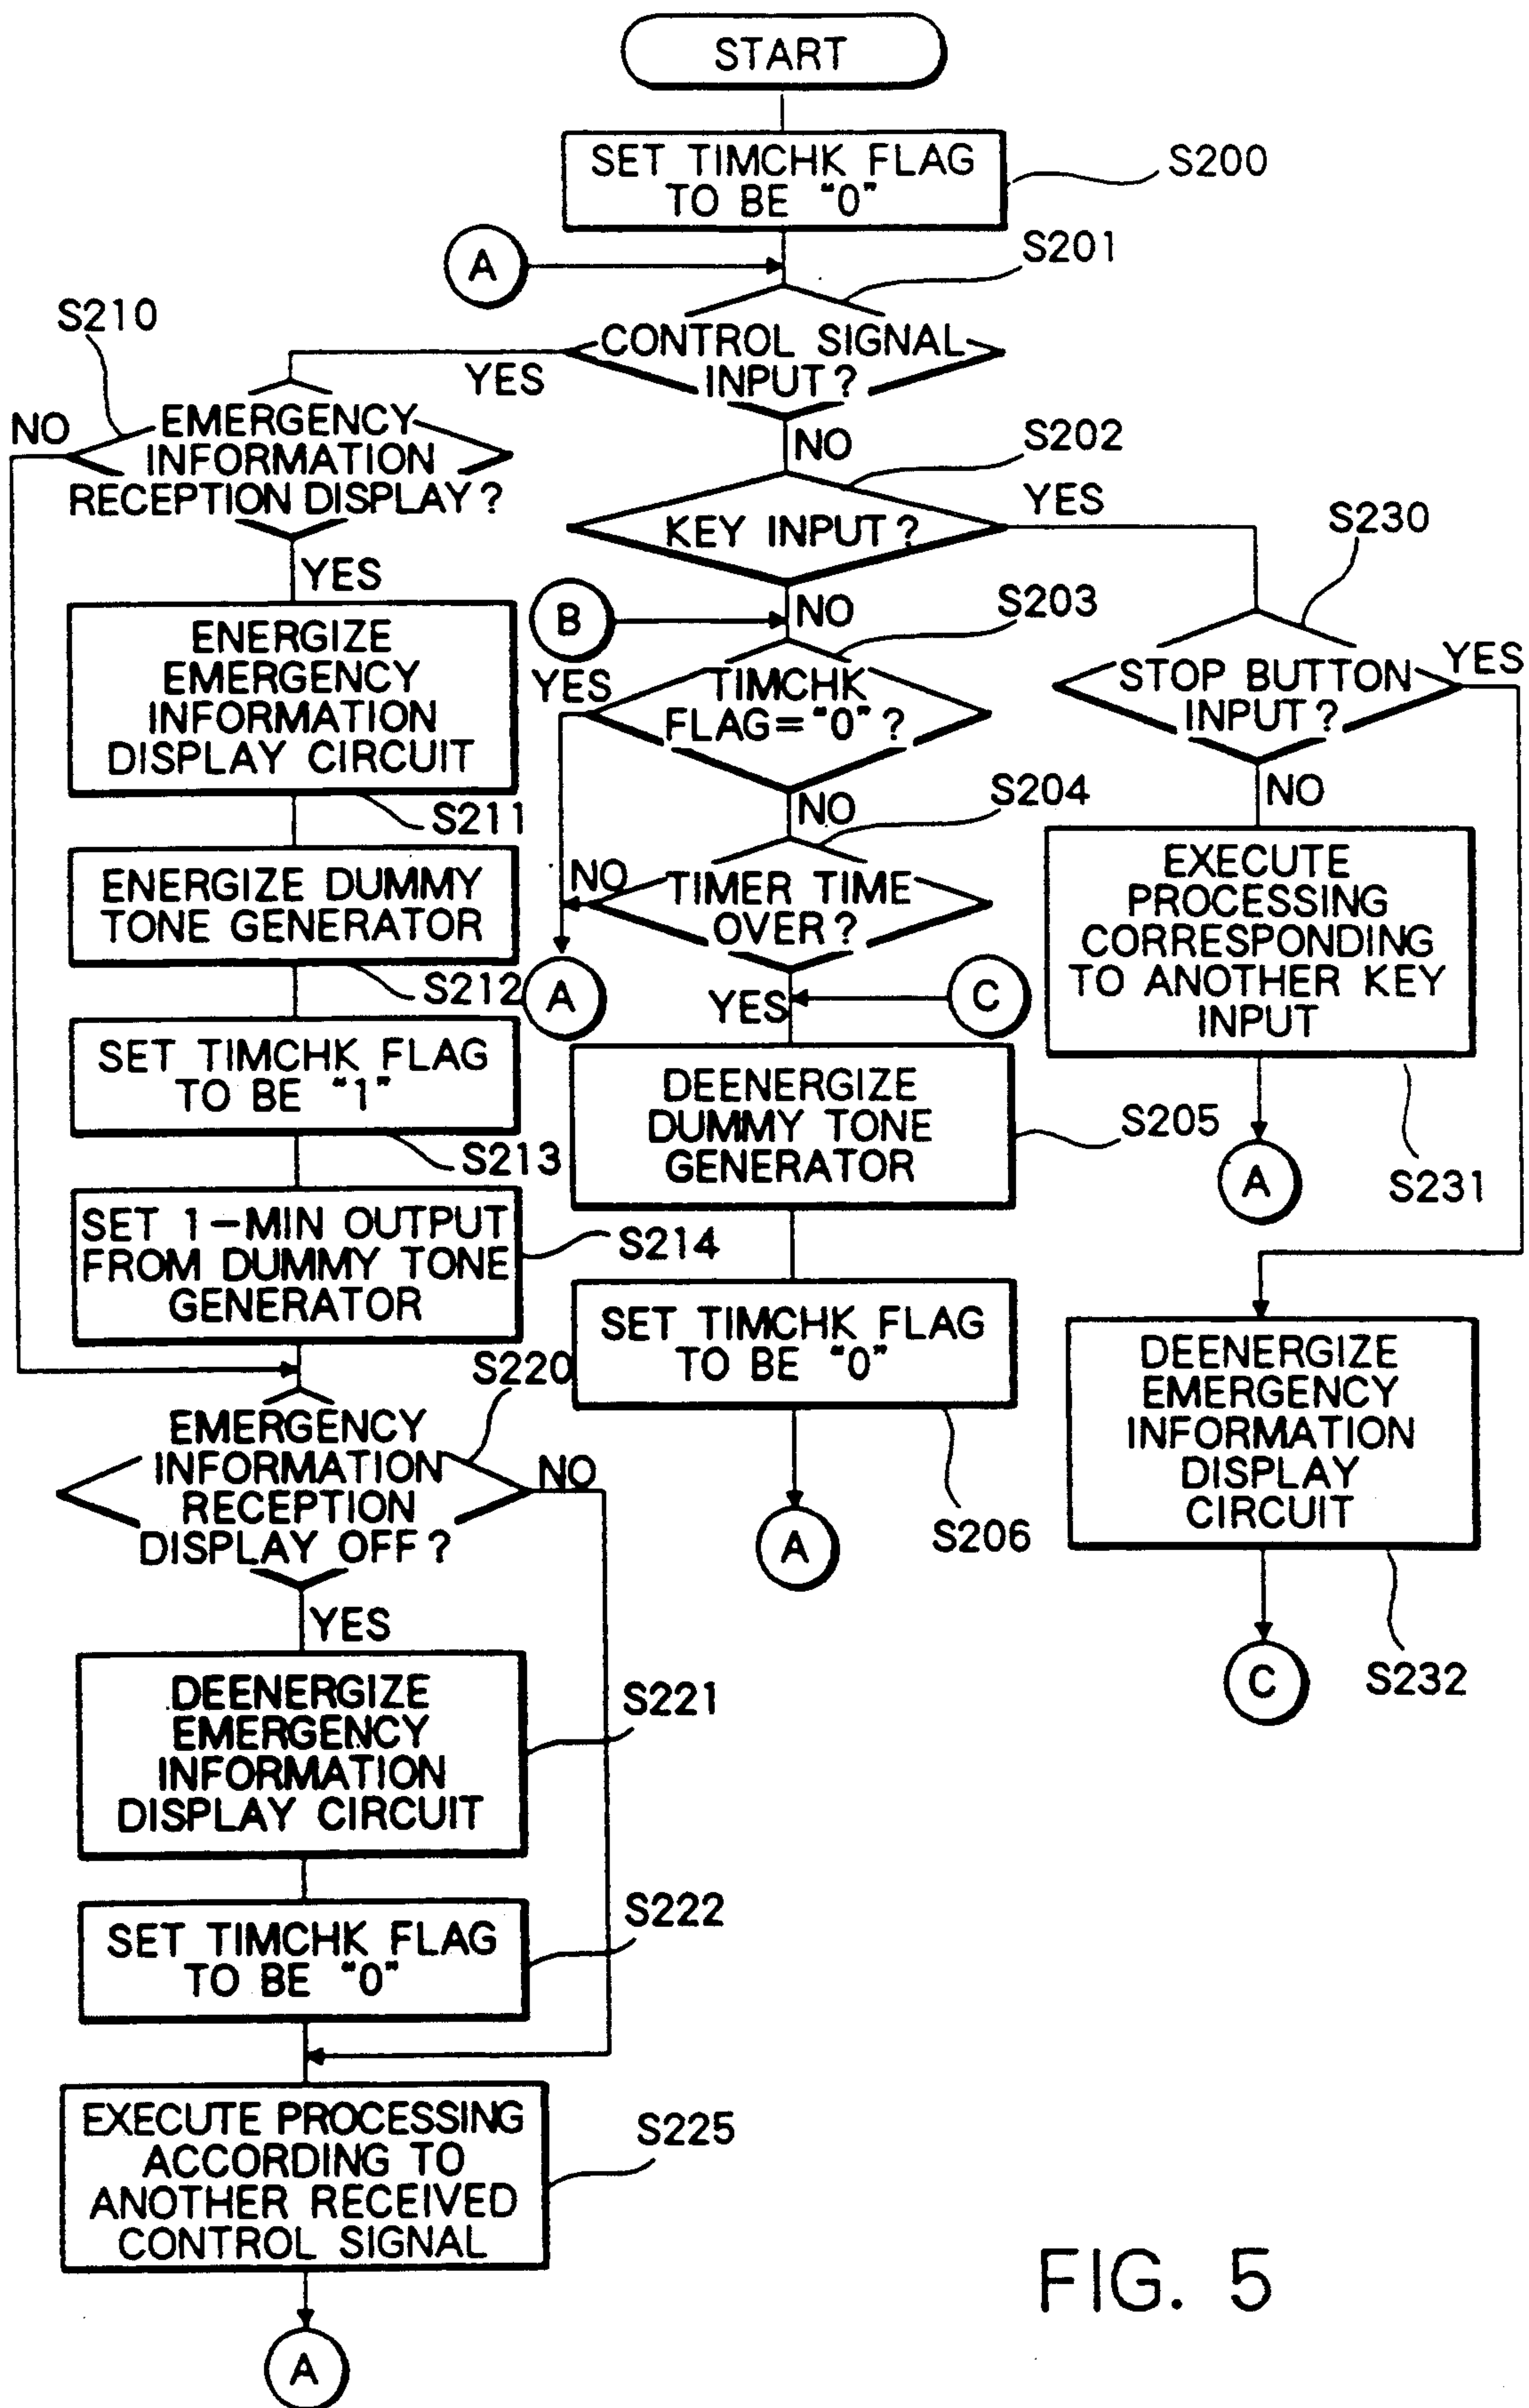 START
SET TIMCHK FLAG
TO BE "0"
S200
A
S201
CONTROL SIGNAL
INPUT?
YES
NO
S210
NO
EMERGENCY
INFORMATION
RECEPTION DISPLAY?
YES
S202
KEY INPUT?
YES
NO
B
S203
TIMCHK
FLAG="0"?
YES
NO
S230
STOP BUTTON
INPUT?
YES
NO
ENERGIZE
EMERGENCY
INFORMATION
DISPLAY CIRCUIT
S211
S204
TIMER TIME
OVER?
NO
YES
A
C
EXECUTE
PROCESSING
CORRESPONDING
TO ANOTHER KEY
INPUT
S231
A
ENERGIZE DUMMY
TONE GENERATOR
S212
SET TIMCHK FLAG
TO BE "1"
S213
DEENERGIZE
DUMMY TONE
GENERATOR
S205
SET 1-MIN OUTPUT
FROM DUMMY TONE
GENERATOR
S214
SET TIMCHK FLAG
TO BE "0"
S206
A
DEENERGIZE
EMERGENCY
INFORMATION
DISPLAY
CIRCUIT
S232
C
S220
EMERGENCY
INFORMATION
RECEPTION
DISPLAY OFF?
NO
YES
DEENERGIZE
EMERGENCY
INFORMATION
DISPLAY CIRCUIT
S221
SET TIMCHK FLAG
TO BE "0"
S222
EXECUTE PROCESSING
ACCORDING TO
ANOTHER RECEIVED
CONTROL SIGNAL
S225
A
FIG. 5